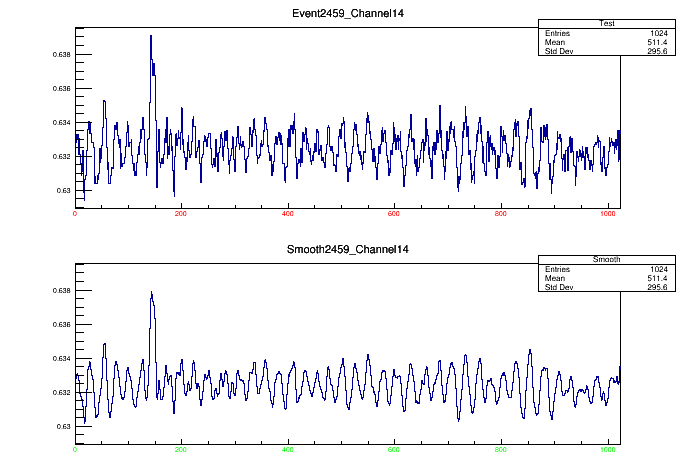 Event2459_Channel14
Test
Entries 1024
Mean 511.4
Std Dev 295.6
0.638
0.636
0.634
0.632
0.63
0 200 400 600 800 1000
Smooth2459_Channel14
Smooth
Entries 1024
Mean 511.4
Std Dev 295.6
0.638
0.636
0.634
0.632
0.63
0 200 400 600 800 1000